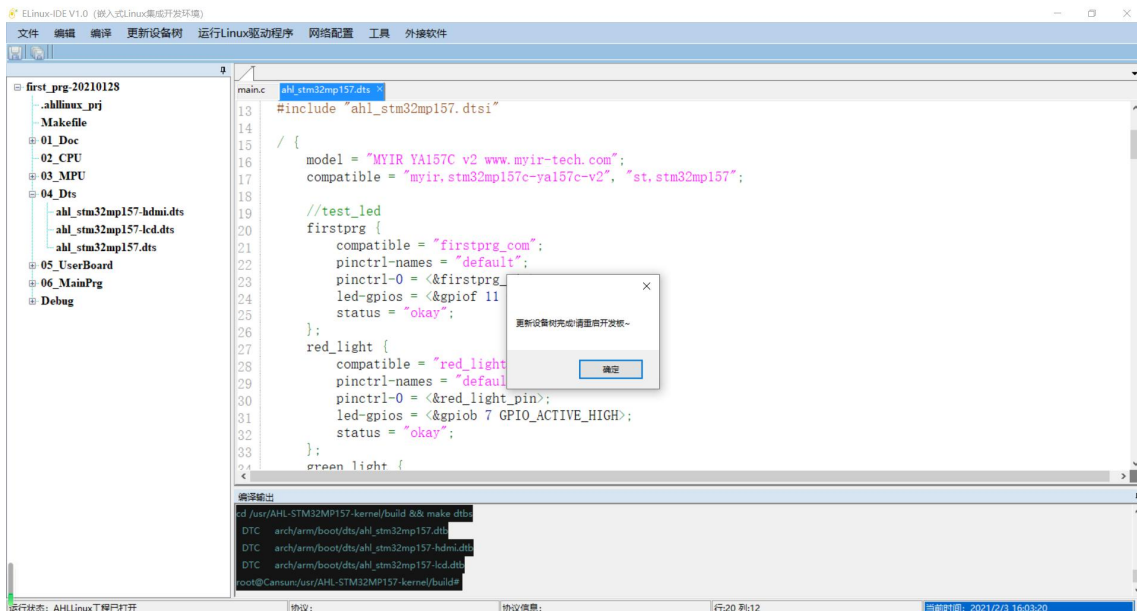 ELinux-IDE V1.0 (嵌入式Linux集成开发环境)
文件 编辑 编译 更新设备树 运行Linux驱动程序 网络配置 工具 外接软件
first_prg-20210128
.ahllinux_prj
Makefile
01_Doc
02_CPU
03_MPU
04_Dts
ahl_stm32mp157-hdmi.dts
ahl_stm32mp157-lcd.dts
ahl_stm32mp157.dts
05_UserBoard
06_MainPrg
Debug
main.c ahl_stm32mp157.dts
13 #include "ahl_stm32mp157.dtsi"
14
15 / {
16 model = "MYIR YA157C v2 www.myir-tech.com";
17 compatible = "myir,stm32mp157c-ya157c-v2", "st,stm32mp157";
18
19 //test_led
20 firstprg {
21 compatible = "firstprg_com";
22 pinctrl-names = "default";
23 pinctrl-0 = <&firstprg_
24 led-gpios = <&gpiof 11
25 status = "okay";
26 };
27 red_light {
28 compatible = "red_light
29 pinctrl-names = "defaul
30 pinctrl-0 = <&red_light_pin>;
31 led-gpios = <&gpiob 7 GPIO_ACTIVE_HIGH>;
32 status = "okay";
33 };
34 green_light {
更新设备树完成!请重启开发板~
确定
编译输出
cd /usr/AHL-STM32MP157-kernel/build && make dtbs
DTC arch/arm/boot/dts/ahl_stm32mp157.dtb
DTC arch/arm/boot/dts/ahl_stm32mp157-hdmi.dtb
DTC arch/arm/boot/dts/ahl_stm32mp157-lcd.dtb
root@Cansun:/usr/AHL-STM32MP157-kernel/build#
运行状态: AHLLinux工程已打开 协议: 协议信息: 行:20 列:12 当前时间: 2021/2/3 16:03:20